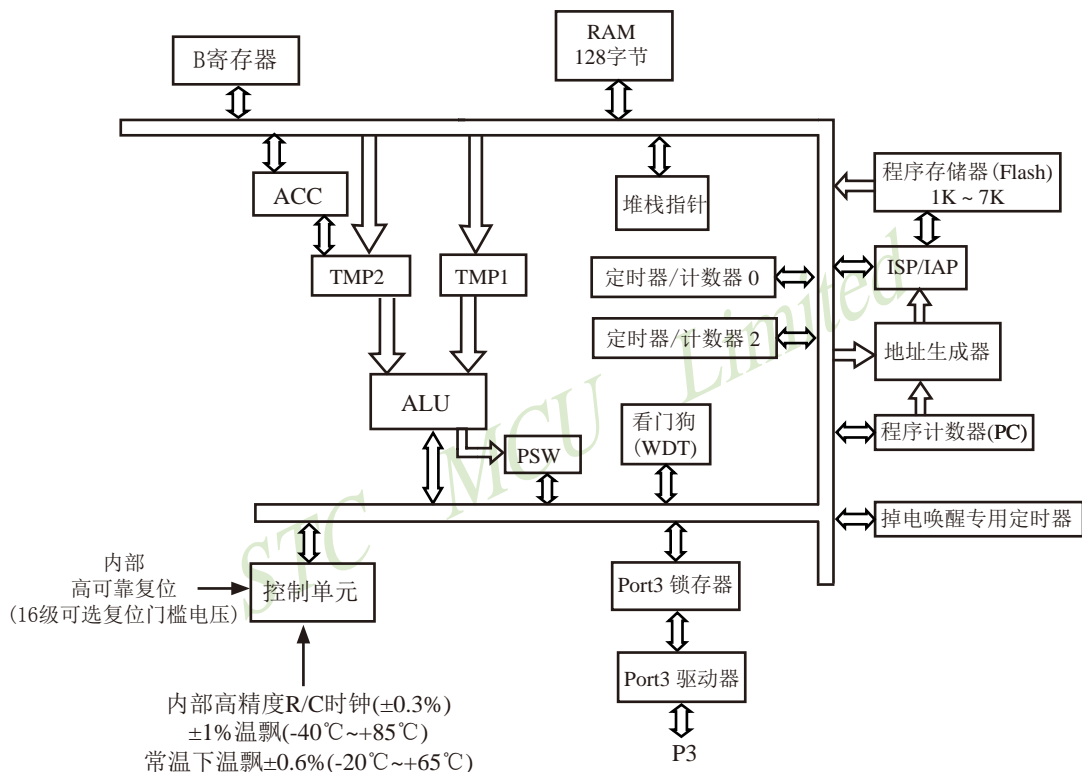 RAM
128字节
B寄存器
程序存储器(Flash)
1K ~ 7K
ACC
堆栈指针
TMP2
TMP1
定时器/计数器 0
ISP/IAP
定时器/计数器 2
地址生成器
ALU
看门狗
(WDT)
程序计数器(PC)
PSW
掉电唤醒专用定时器
内部
高可靠复位
(16级可选复位门槛电压)
控制单元
Port3 锁存器
Port3 驱动器
内部高精度R/C时钟(±0.3%)
±1%温飘(-40℃~+85℃)
常温下温飘±0.6%(-20℃~+65℃)
P3
STC MCU Limited